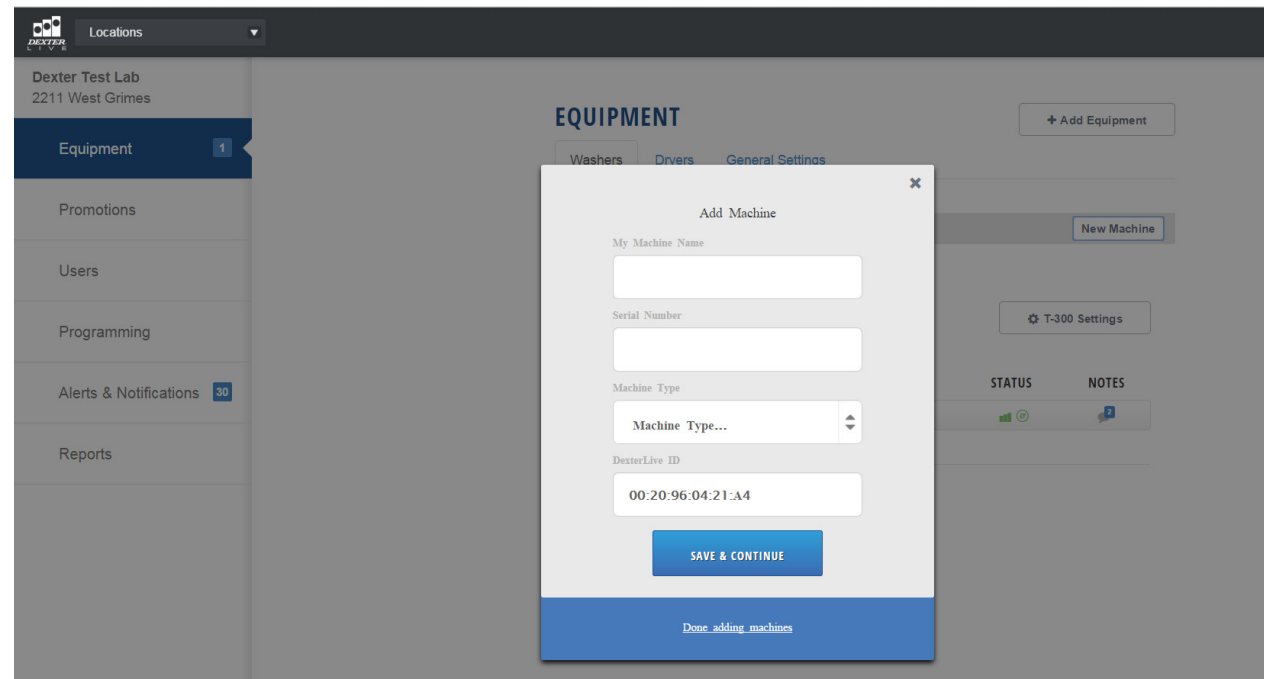 DEXTER
LIVE
Locations
Dexter Test Lab
2211 West Grimes
Equipment 1
Promotions
Users
Programming
Alerts & Notifications 30
Reports
EQUIPMENT
+ Add Equipment
Washers Dryers General Settings
New Machine
T-300 Settings
STATUS NOTES
2
Add Machine
My Machine Name
Serial Number
Machine Type
Machine Type...
DexterLive ID
00:20:96:04:21:A4
SAVE & CONTINUE
Done adding machines